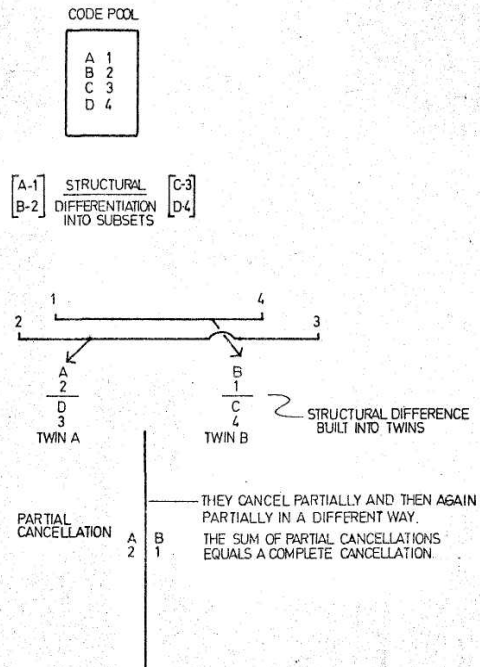 CODE POOL
A 1
B 2
C 3
D 4
[A-1] STRUCTURAL [C-3]
[B-2] DIFFERENTIATION [D-4]
INTO SUBSETS
1 4
2 3
A B
2 1
D C
3 4
TWIN A TWIN B
STRUCTURAL DIFFERENCE
BUILT INTO TWINS
THEY CANCEL PARTIALLY AND THEN AGAIN
PARTIALLY IN A DIFFERENT WAY.
PARTIAL
CANCELLATION
A B
2 1
THE SUM OF PARTIAL CANCELLATIONS
EQUALS A COMPLETE CANCELLATION.